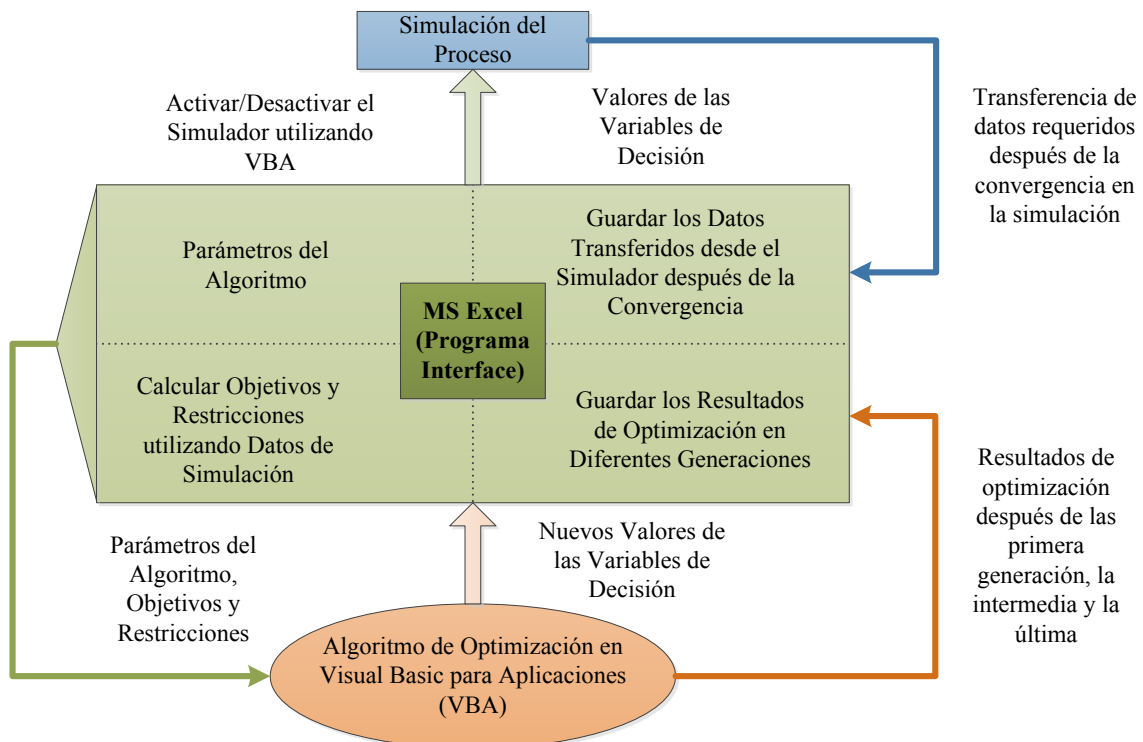 Simulación del
Proceso
Activar/Desactivar el
Simulador utilizando
VBA
Valores de las
Variables de
Decisión
Transferencia de
datos requeridos
después de la
convergencia en
la simulación
Parámetros del
Algoritmo
Guardar los Datos
Transferidos desde el
Simulador después de la
Convergencia
MS Excel
(Programa
Interface)
Calcular Objetivos y
Restricciones
utilizando Datos de
Simulación
Guardar los Resultados
de Optimización en
Diferentes Generaciones
Parámetros del
Algoritmo,
Objetivos y
Restricciones
Nuevos Valores de
las Variables de
Decisión
Resultados de
optimización
después de las
primera
generación, la
intermedia y la
última
Algoritmo de Optimización en
Visual Basic para Aplicaciones
(VBA)